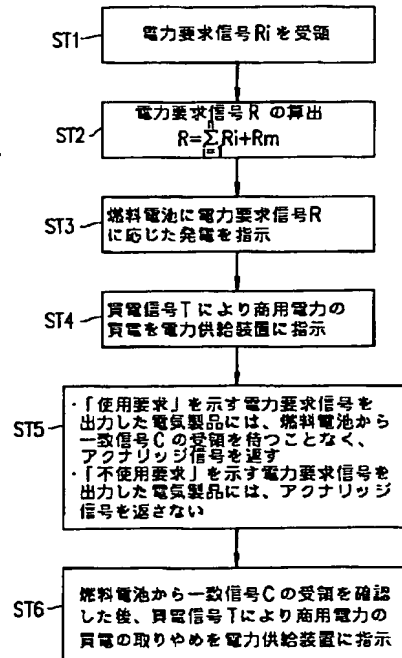 ST1
電力要求信号Riを受領
ST2
電力要求信号R の算出
R=∑Ri+Rm
n
i=1
ST3
燃料電池に電力要求信号R
に応じた発電を指示
ST4
買電信号Tにより商用電力の
買電を電力供給装置に指示
ST5
・「使用要求」を示す電力要求信号を
出力した電気製品には、燃料電池から
一致信号Cの受領を待つことなく、
アクナリッジ信号を返す
・「不使用要求」を示す電力要求信号を
出力した電気製品には、アクナリッジ
信号を返さない
ST6
燃料電池から一致信号Cの受領を確認
した後、買電信号Tにより商用電力の
買電の取りやめを電力供給装置に指示